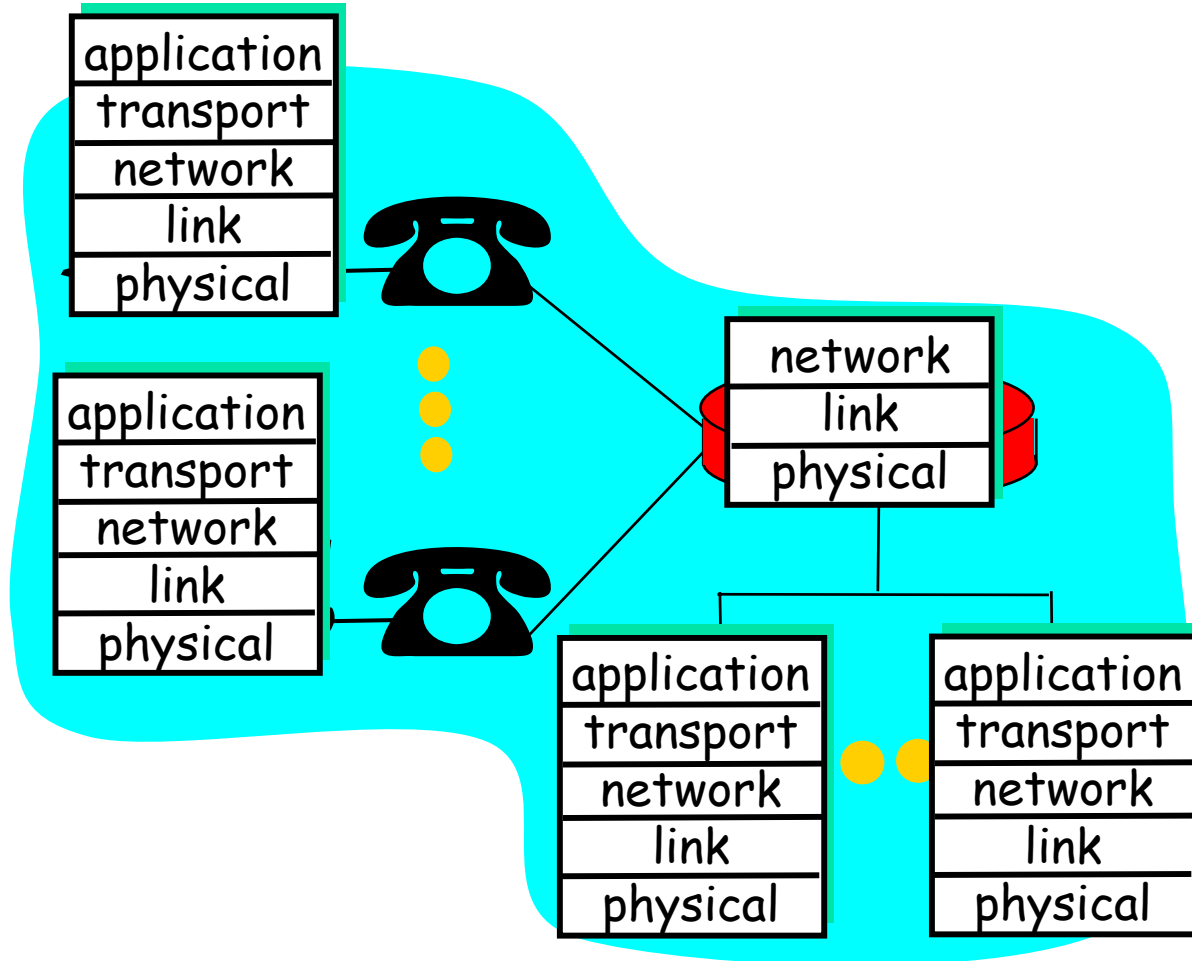 application
transport
network
link
physical
application
transport
network
link
physical
network
link
physical
application
transport
network
link
physical
application
transport
network
link
physical